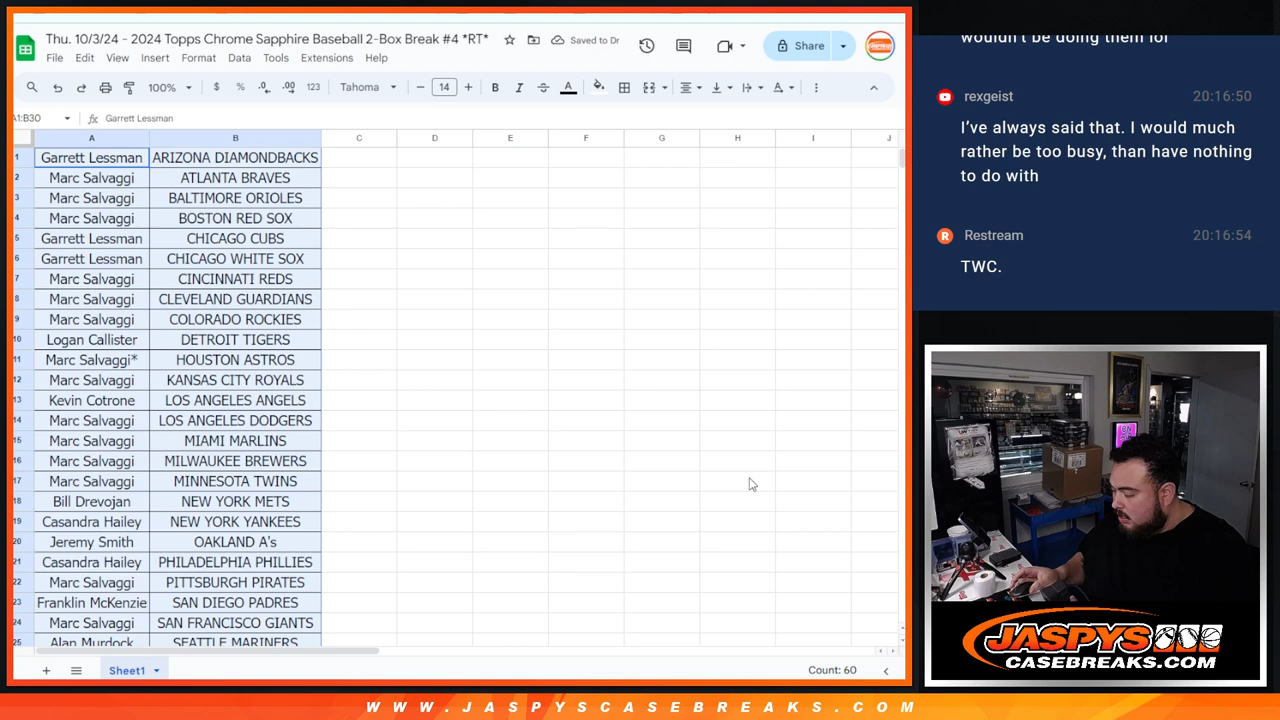 Thu. 10/3/24 - 2024 Topps Chrome Sapphire Baseball 2-Box Break #4 *RT*
Saved to Dr
Share
File Edit View Insert Format Data Tools Extensions Help
100% $ % .0 .00 123 Tahoma 14 B I A
A1:B30 fx Garrett Lessman
A B C D E F G H I J
1 Garrett Lessman ARIZONA DIAMONDBACKS
2 Marc Salvaggi ATLANTA BRAVES
3 Marc Salvaggi BALTIMORE ORIOLES
4 Marc Salvaggi BOSTON RED SOX
5 Garrett Lessman CHICAGO CUBS
6 Garrett Lessman CHICAGO WHITE SOX
7 Marc Salvaggi CINCINNATI REDS
8 Marc Salvaggi CLEVELAND GUARDIANS
9 Marc Salvaggi COLORADO ROCKIES
10 Logan Callister DETROIT TIGERS
11 Marc Salvaggi* HOUSTON ASTROS
12 Marc Salvaggi KANSAS CITY ROYALS
13 Kevin Cotrone LOS ANGELES ANGELS
14 Marc Salvaggi LOS ANGELES DODGERS
15 Marc Salvaggi MIAMI MARLINS
16 Marc Salvaggi MILWAUKEE BREWERS
17 Marc Salvaggi MINNESOTA TWINS
18 Bill Drevojan NEW YORK METS
19 Casandra Hailey NEW YORK YANKEES
20 Jeremy Smith OAKLAND A's
21 Casandra Hailey PHILADELPHIA PHILLIES
22 Marc Salvaggi PITTSBURGH PIRATES
23 Franklin McKenzie SAN DIEGO PADRES
24 Marc Salvaggi SAN FRANCISCO GIANTS
25 Alan Murdock SEATTLE MARINERS
Sheet1
Count: 60
wouldn't be doing them lol
rexgeist 20:16:50
I've always said that. I would much
rather be too busy, than have nothing
to do with
Restream 20:16:54
TWC.
JASPYS
CASEBREAKS.COM
WWW.JASPYSCASEBREAKS.COM